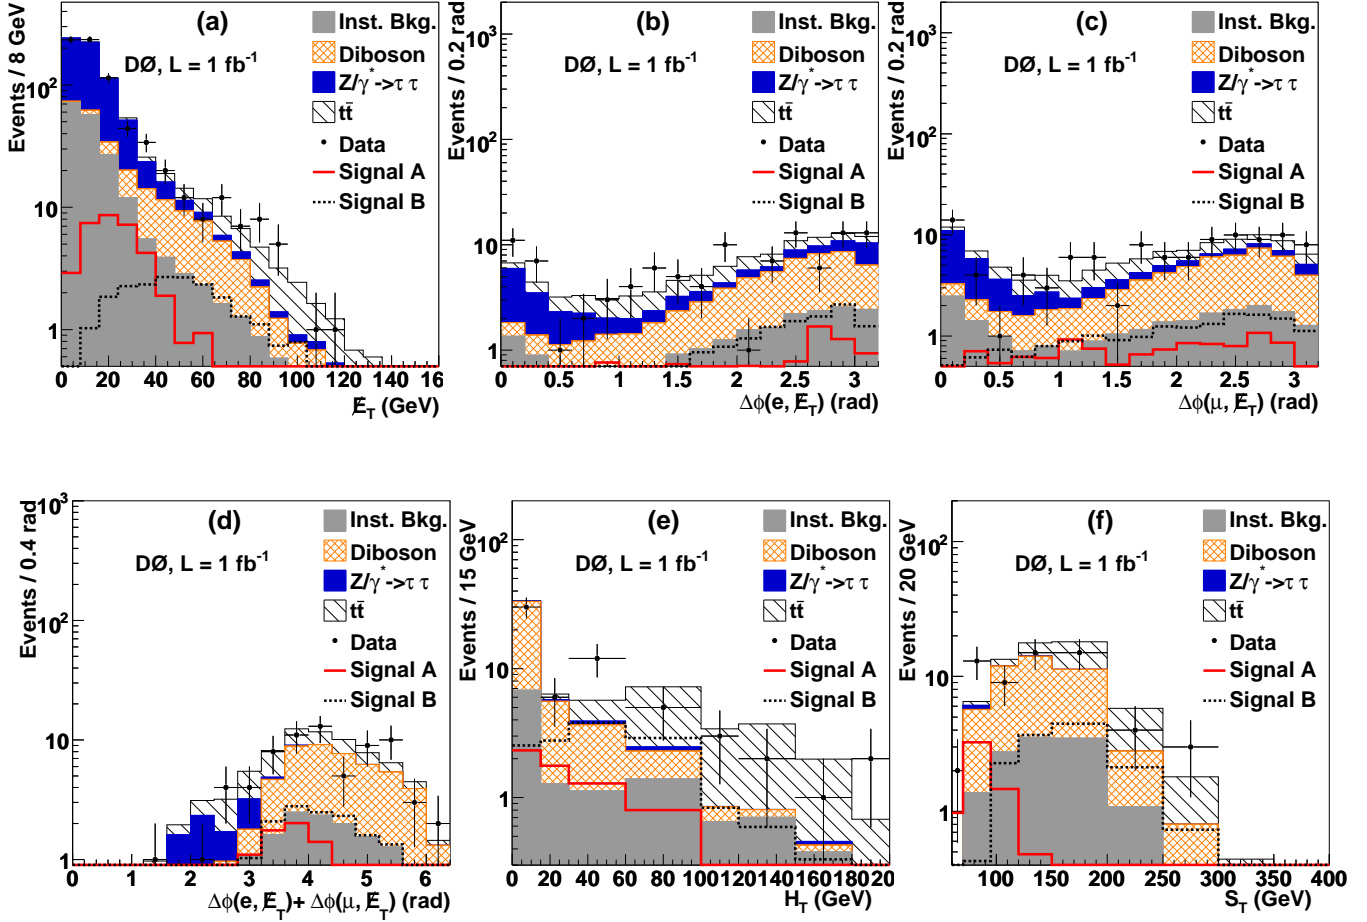 (a)
DØ, L = 1 fb⁻¹
Inst. Bkg.
Diboson
Z/γ*->τ τ
tt̄
Data
Signal A
Signal B
Events / 8 GeV
10²
10
1
0 20 40 60 80 100 120 140 16
E̸_T (GeV)
(b)
DØ, L = 1 fb⁻¹
Inst. Bkg.
Diboson
Z/γ*->τ τ
tt̄
Data
Signal A
Signal B
Events / 0.2 rad
10³
10²
10
1
0 0.5 1 1.5 2 2.5 3
Δϕ(e, E̸_T) (rad)
(c)
DØ, L = 1 fb⁻¹
Inst. Bkg.
Diboson
Z/γ*->τ τ
tt̄
Data
Signal A
Signal B
Events / 0.2 rad
10³
10²
10
1
0 0.5 1 1.5 2 2.5 3
Δϕ(μ, E̸_T) (rad)
(d)
DØ, L = 1 fb⁻¹
Inst. Bkg.
Diboson
Z/γ*->τ τ
tt̄
Data
Signal A
Signal B
Events / 0.4 rad
10³
10²
10
1
0 1 2 3 4 5 6
Δϕ(e, E̸_T)+ Δϕ(μ, E̸_T) (rad)
(e)
DØ, L = 1 fb⁻¹
Inst. Bkg.
Diboson
Z/γ*->τ τ
tt̄
Data
Signal A
Signal B
Events / 15 GeV
10²
10
1
0 20 40 60 80 100 120 140 160 180 20
H_T (GeV)
(f)
DØ, L = 1 fb⁻¹
Inst. Bkg.
Diboson
Z/γ*->τ τ
tt̄
Data
Signal A
Signal B
Events / 20 GeV
10²
10
1
100 150 200 250 300 350 400
S_T (GeV)